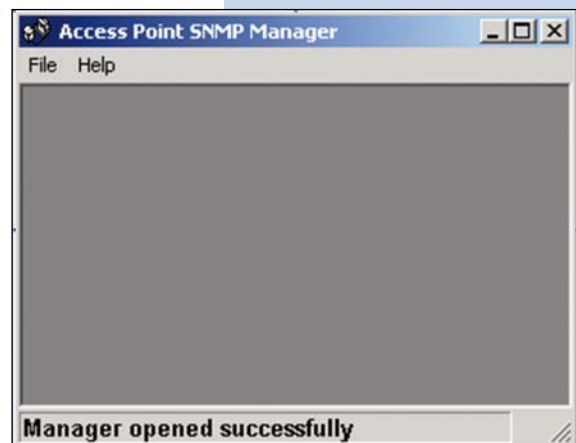 Access Point SNMP Manager
File Help
Manager opened successfully